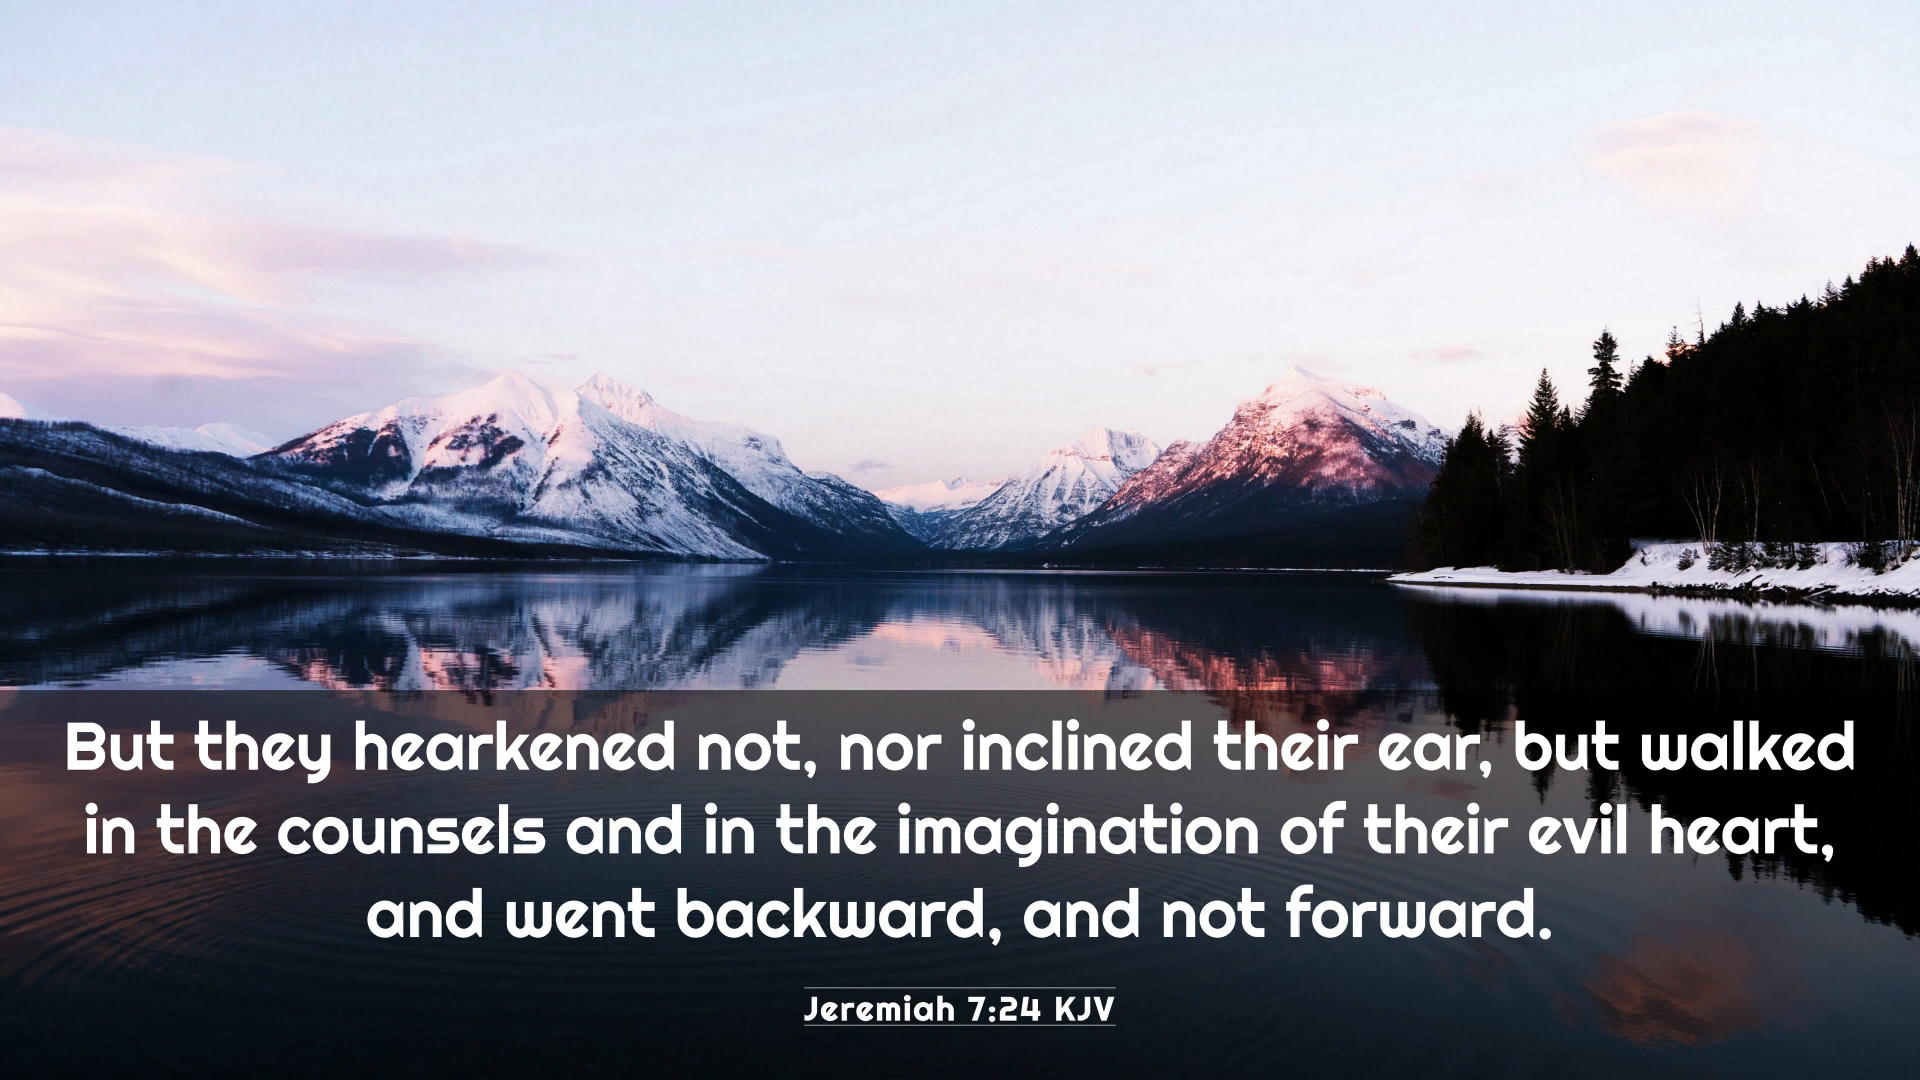 But they hearkened not, nor inclined their ear, but walked
in the counsels and in the imagination of their evil heart,
and went backward, and not forward.
Jeremiah 7:24 KJV